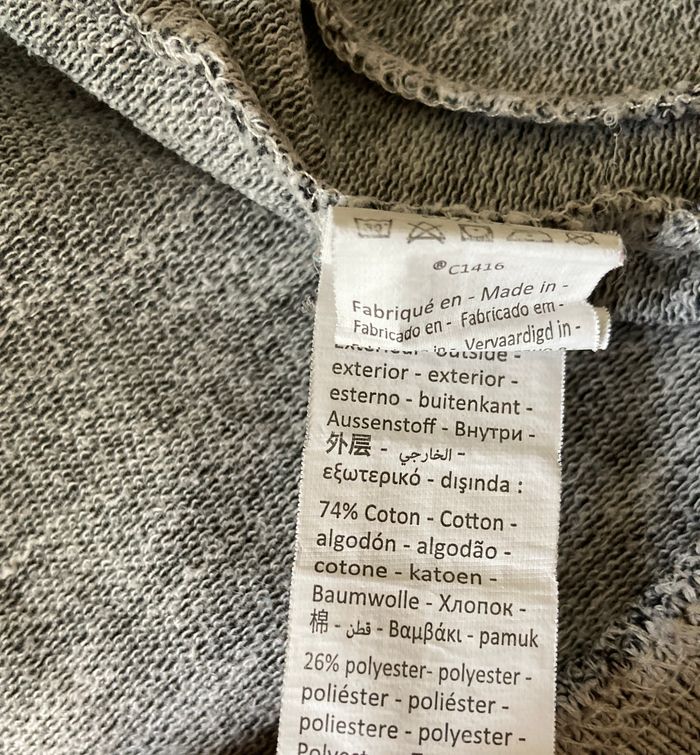 ®C1416
Fabriqué en - Made in -
Fabricado en - Fabricado em -
Vervaardigd in -
outside -
exterior - exterior -
esterno - buitenkant -
Aussenstoff - Внутри -
外层 - الخارجي -
εξωτερικό - dışında :
74% Coton - Cotton -
algodón - algodão -
cotone - katoen -
Baumwolle - Хлопок -
棉 - قطن - Βαμβάκι - pamuk
26% polyester- polyester -
poliéster - poliéster -
poliestere - polyester -